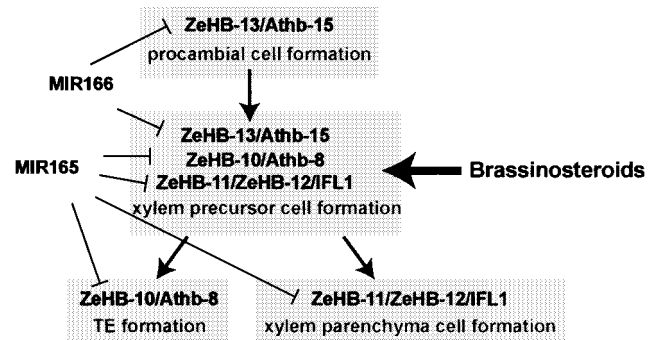 ZeHB-13/Athb-15
procambial cell formation
MIR166
ZeHB-13/Athb-15
MIR165
ZeHB-10/Athb-8
Brassinosteroids
ZeHB-11/ZeHB-12/IFL1
xylem precursor cell formation
ZeHB-10/Athb-8
ZeHB-11/ZeHB-12/IFL1
TE formation
xylem parenchyma cell formation